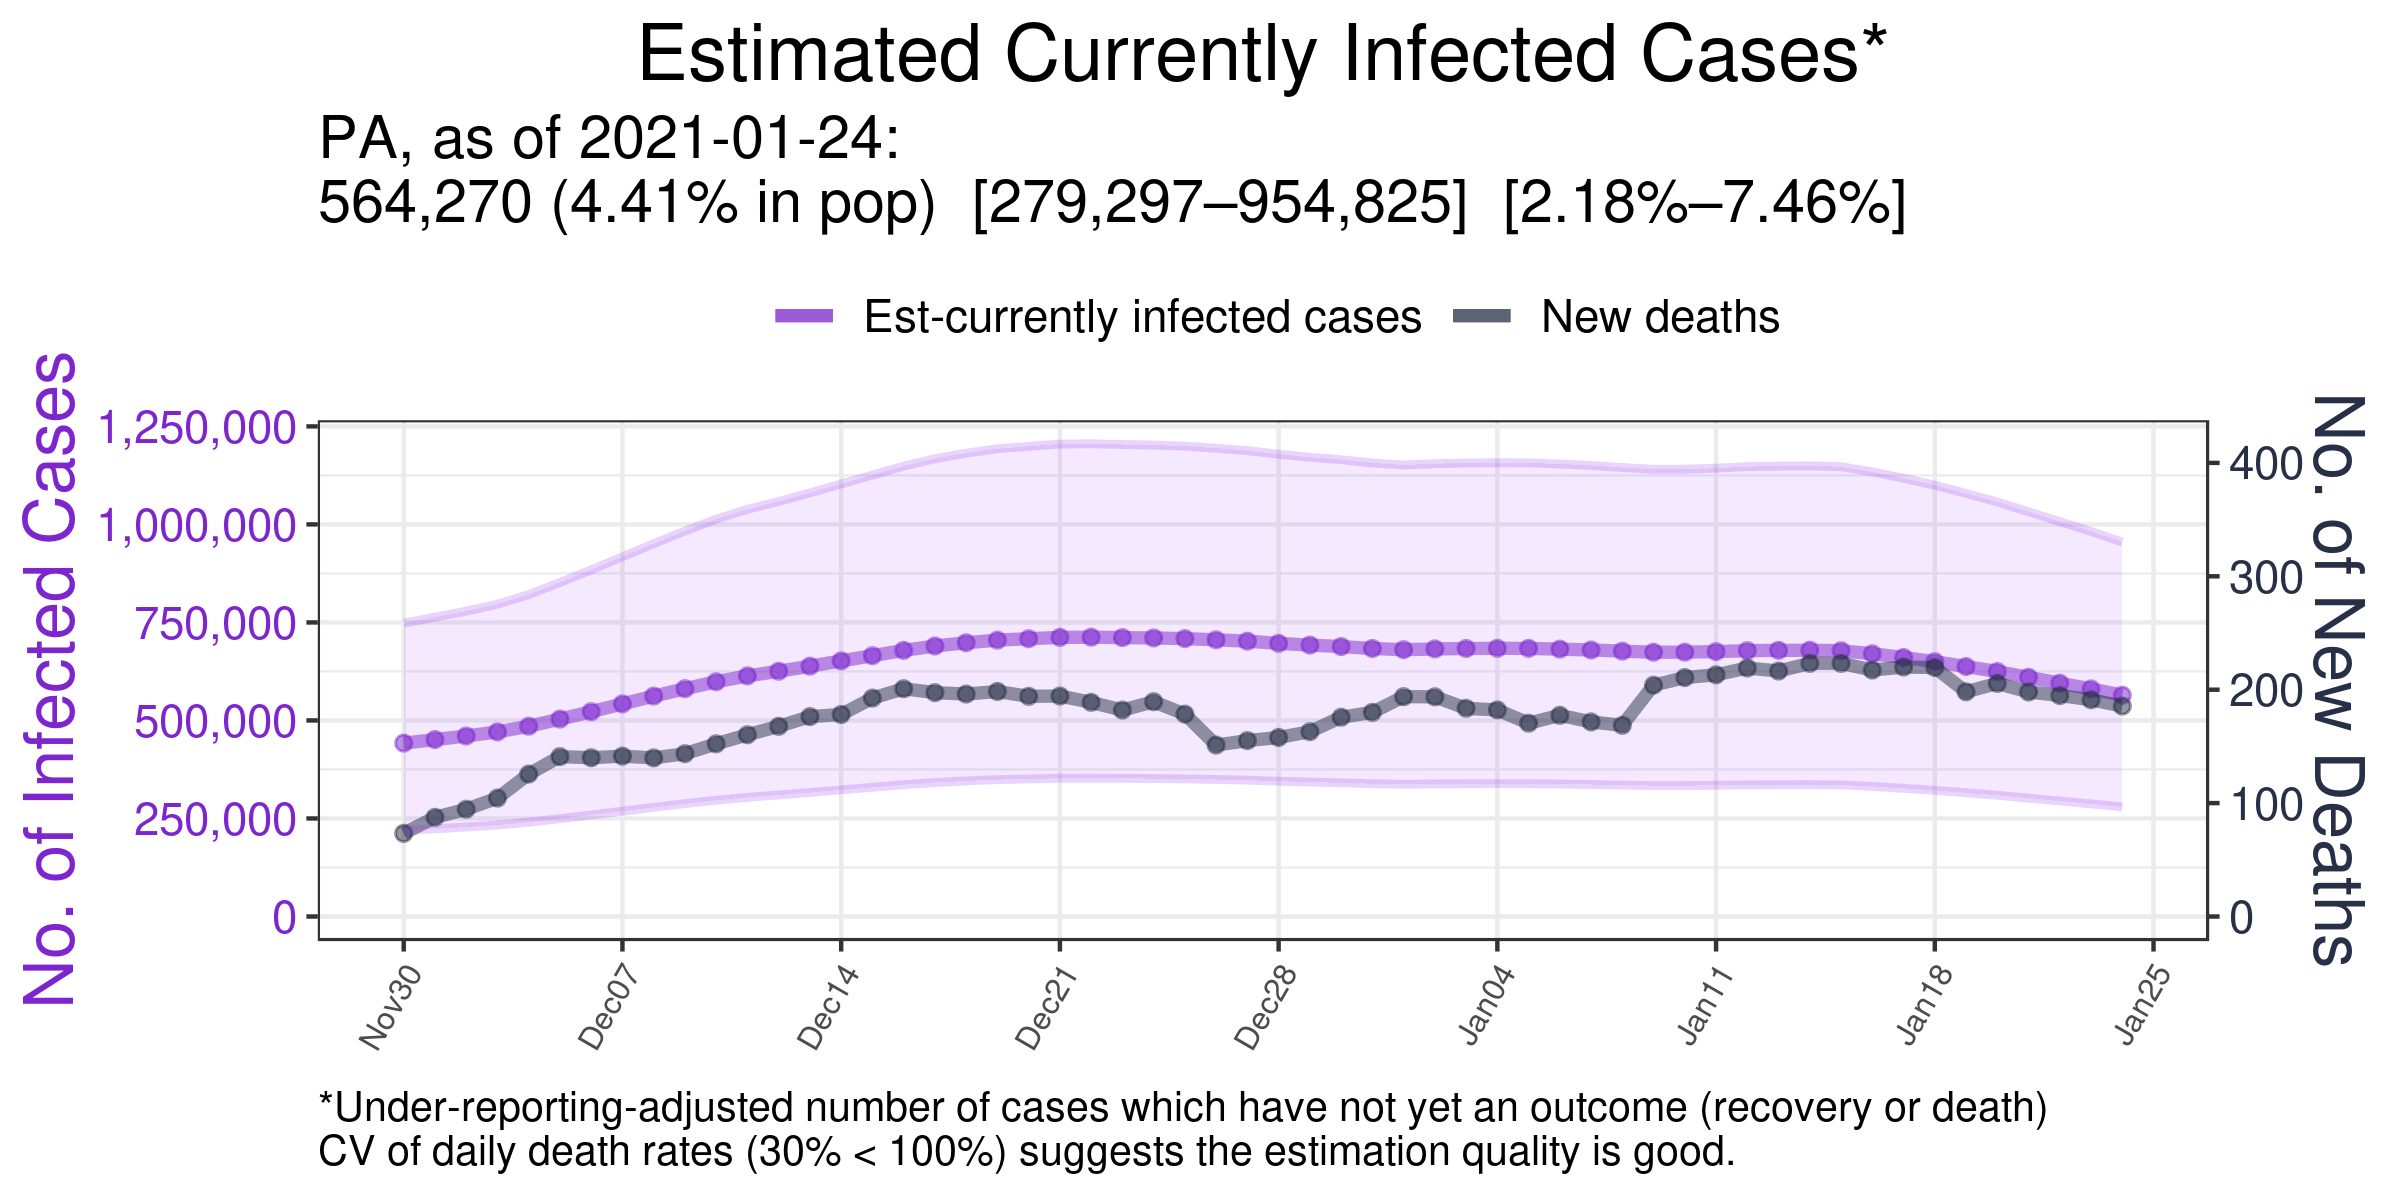 Estimated Currently Infected Cases*
PA, as of 2021-01-24:
564,270 (4.41% in pop) [279,297–954,825] [2.18%–7.46%]
Est-currently infected cases
New deaths
No. of Infected Cases
1,250,000
1,000,000
750,000
500,000
250,000
0
400
300
200
100
0
No. of New Deaths
Nov30
Dec07
Dec14
Dec21
Dec28
Jan04
Jan11
Jan18
Jan25
*Under-reporting-adjusted number of cases which have not yet an outcome (recovery or death)
CV of daily death rates (30% < 100%) suggests the estimation quality is good.